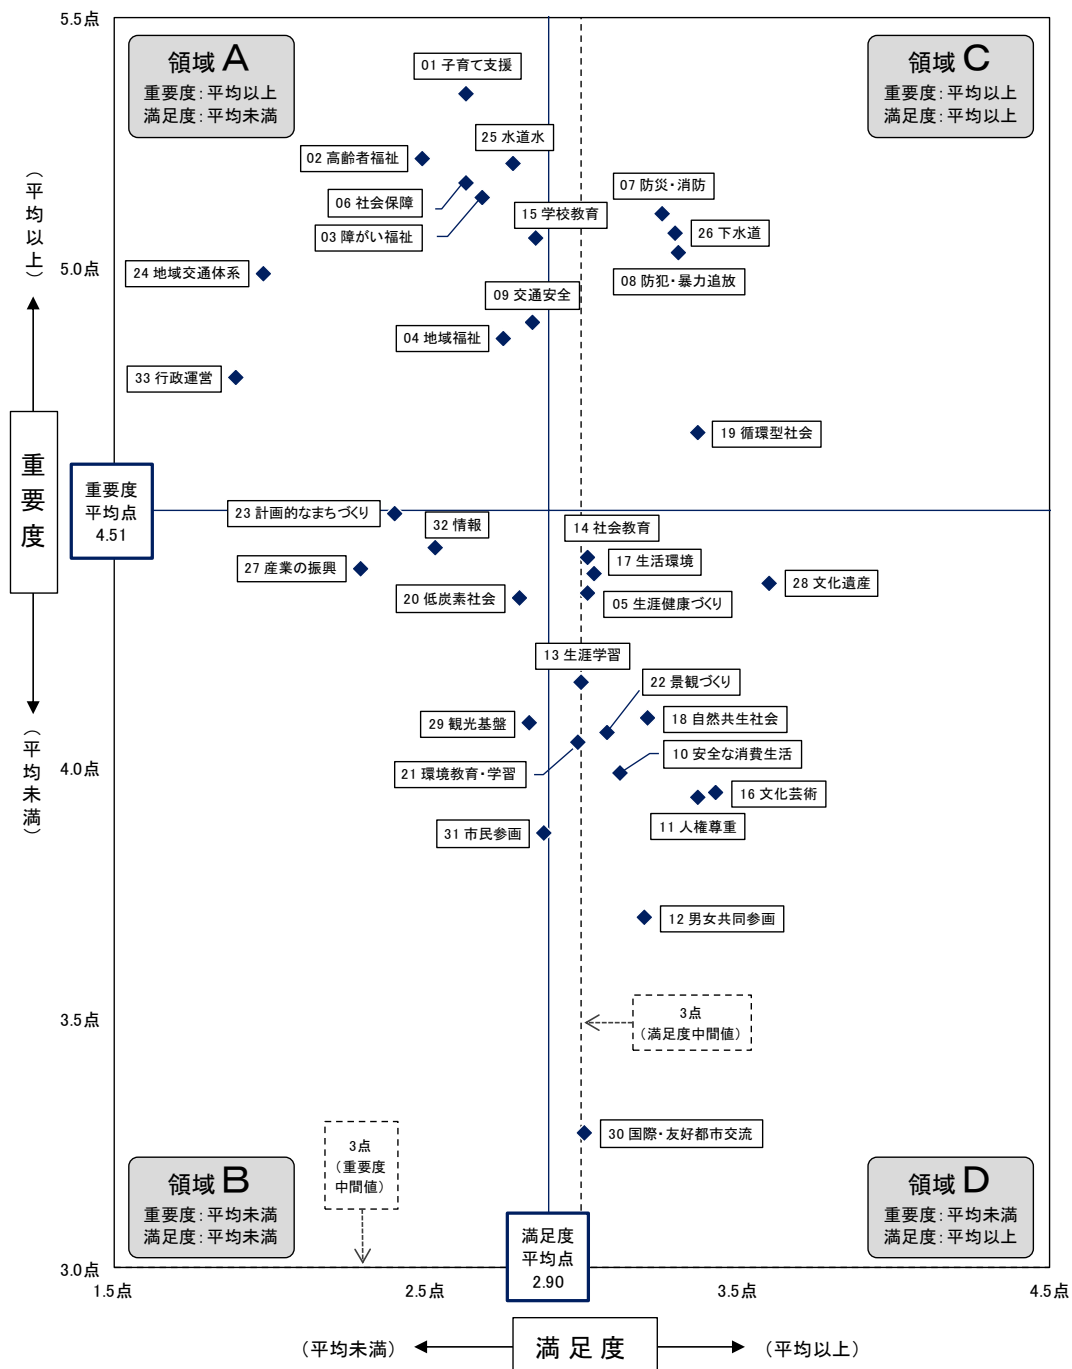 5.5点
領域 A
重要度：平均以上
満足度：平均未満
領域 C
重要度：平均以上
満足度：平均以上
01 子育て支援
25 水道水
02 高齢者福祉
06 社会保障
03 障がい福祉
15 学校教育
07 防災・消防
26 下水道
08 防犯・暴力追放
（平均以上）
5.0点
24 地域交通体系
09 交通安全
04 地域福祉
33 行政運営
19 循環型社会
重要度
重要度
平均点
4.51
23 計画的なまちづくり
32 情報
14 社会教育
17 生活環境
27 産業の振興
28 文化遺産
20 低炭素社会
05 生涯健康づくり
13 生涯学習
22 景観づくり
29 観光基盤
18 自然共生社会
10 安全な消費生活
（平均未満）
4.0点
21 環境教育・学習
16 文化芸術
11 人権尊重
31 市民参画
12 男女共同参画
3.5点
3点
（満足度中間値）
30 国際・友好都市交流
3点
（重要度
中間値）
領域 B
重要度：平均未満
満足度：平均未満
領域 D
重要度：平均未満
満足度：平均以上
満足度
平均点
2.90
3.0点
1.5点
2.5点
3.5点
4.5点
（平均未満）
満足度
（平均以上）